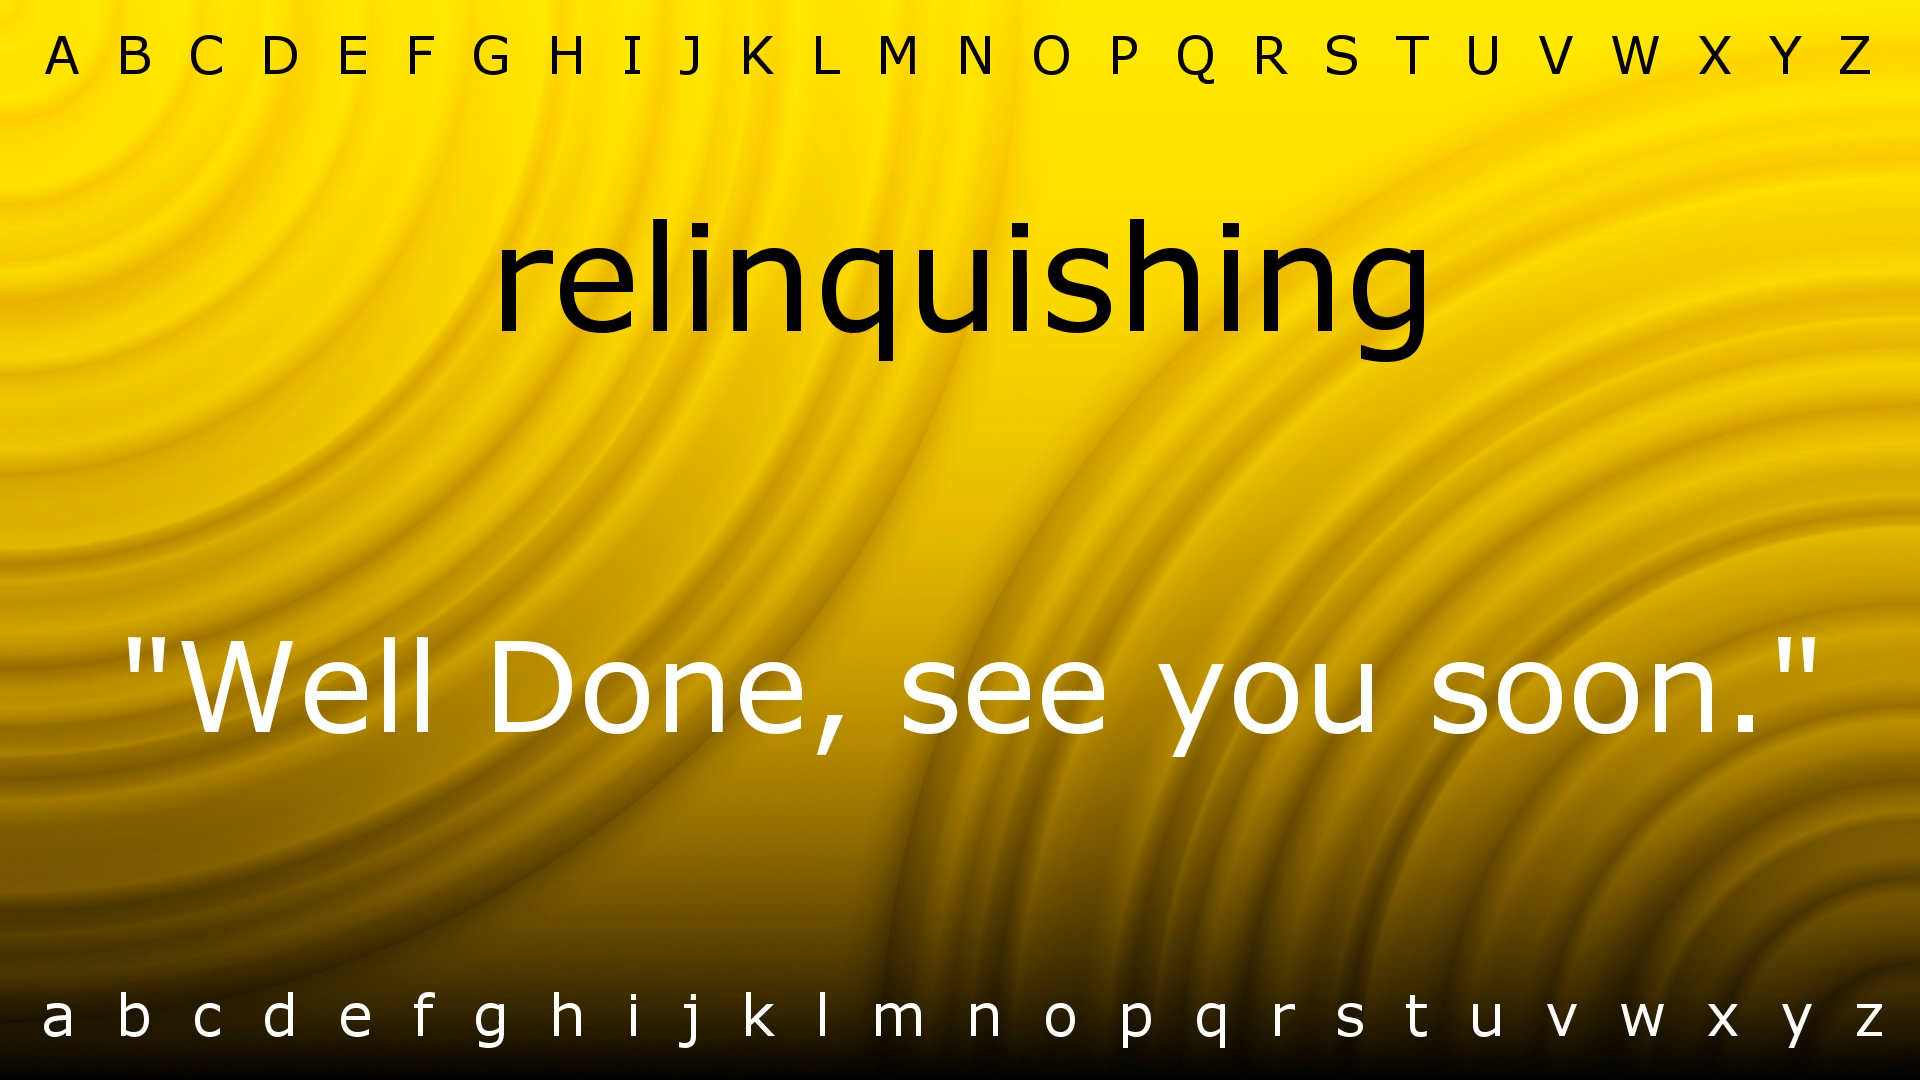 A B C D E F G H I J K L M N O P Q R S T U V W X Y Z
relinquishing
"Well Done, see you soon."
a b c d e f g h i j k l m n o p q r s t u v w x y z